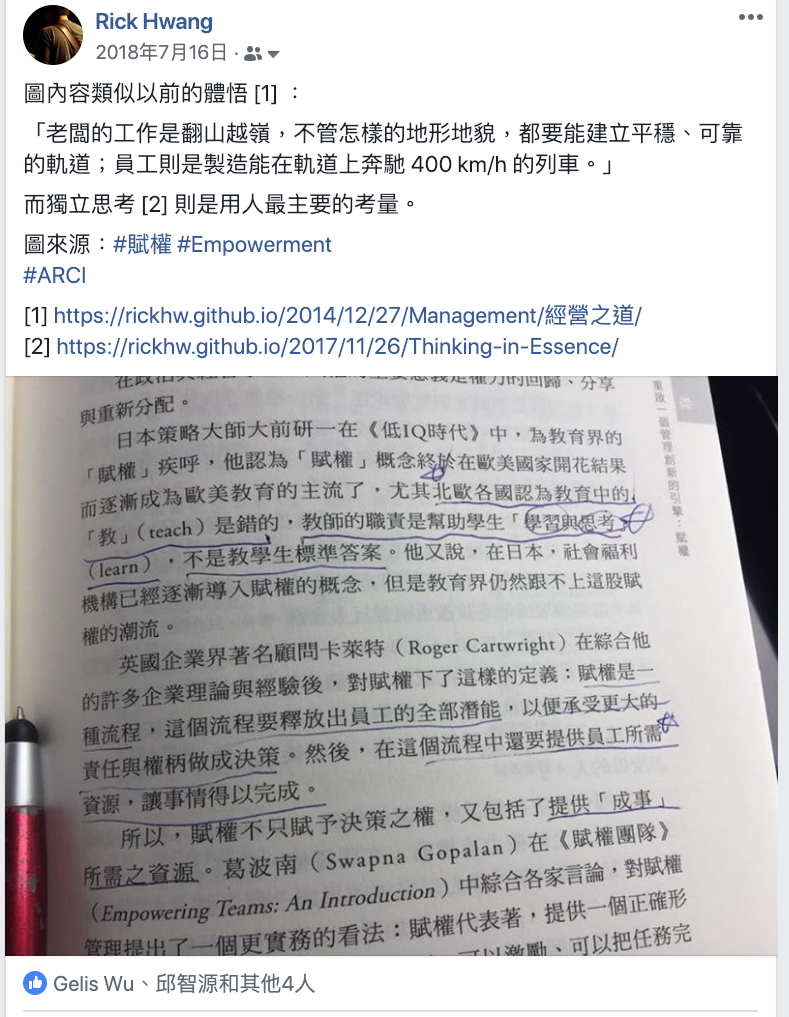 Rick Hwang
2018年7月16日 ·
圖內容類似以前的體悟 [1] ：
「老闆的工作是翻山越嶺，不管怎樣的地形地貌，都要能建立平穩、可靠
的軌道；員工則是製造能在軌道上奔馳 400 km/h 的列車。」
而獨立思考 [2] 則是用人最主要的考量。
圖來源：#賦權 #Empowerment
#ARCI
[1] https://rickhw.github.io/2014/12/27/Management/經營之道/
[2] https://rickhw.github.io/2017/11/26/Thinking-in-Essence/
權力的回歸、分享
與重新分配。
日本策略大師大前研一在《低IQ時代》中，為教育界的
「賦權」疾呼，他認為「賦權」概念終於在歐美國家開花結果
而逐漸成為歐美教育的主流了，尤其北歐各國認為教育中的
「教」（teach）是錯的，教師的職責是幫助學生「學習與思考」
（learn），不是教學生標準答案。他又說，在日本，社會福利
機構已經逐漸導入賦權的概念，但是教育界仍然跟不上這股賦
權的潮流。
英國企業界著名顧問卡萊特（Roger Cartwright）在綜合他
的許多企業理論與經驗後，對賦權下了這樣的定義：賦權是一
種流程，這個流程要釋放出員工的全部潛能，以便承受更大的
責任與權柄做成決策。然後，在這個流程中還要提供員工所需
資源，讓事情得以完成。
所以，賦權不只賦予決策之權，又包括了提供「成事」
所需之資源。葛波南（Swapna Gopalan）在《賦權團隊》
（Empowering Teams: An Introduction）中綜合各家言論，對賦權
管理提出了一個更實務的看法：賦權代表著，提供一個正確形
可以激勵、可以把任務完
重啟一個管理創新的引擎：賦權
Gelis Wu、邱智源和其他4人